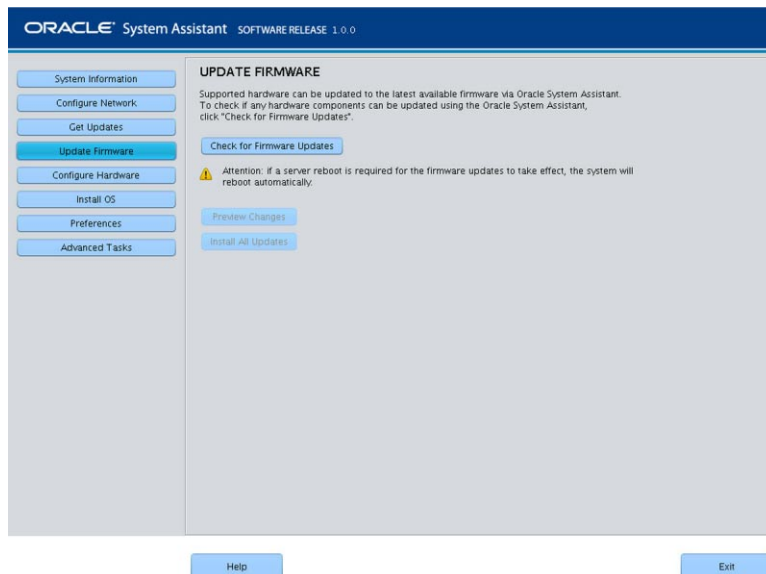 ORACLE System Assistant SOFTWARE RELEASE 1.0.0
System Information
Configure Network
Get Updates
Update Firmware
Configure Hardware
Install OS
Preferences
Advanced Tasks
UPDATE FIRMWARE
Supported hardware can be updated to the latest available firmware via Oracle System Assistant.
To check if any hardware components can be updated using the Oracle System Assistant,
click "Check for Firmware Updates".
Check for Firmware Updates
Attention: if a server reboot is required for the firmware updates to take effect, the system will
reboot automatically.
Preview Changes
Install All Updates
Help
Exit